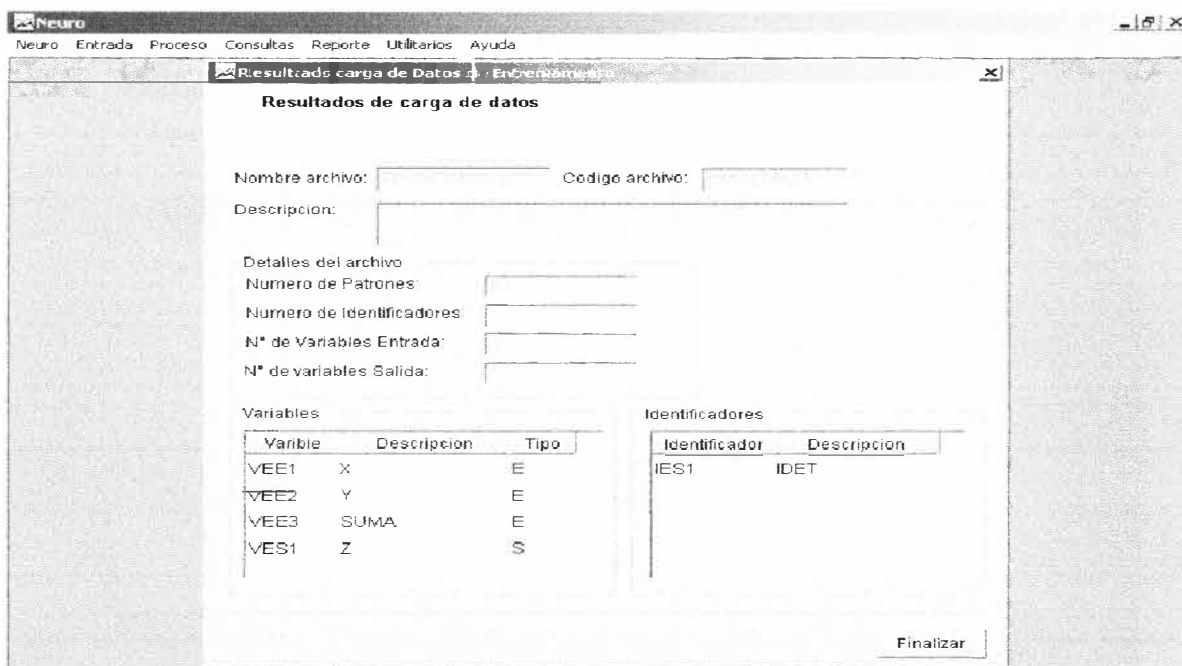 Neuro
Neuro Entrada Proceso Consultas Reporte Utilitarios Ayuda
Resultads carga de Datos Entrenamiento
Resultados de carga de datos
Nombre archivo: Codigo archivo:
Descripcion:
Detalles del archivo
Numero de Patrones:
Numero de Identificadores
N° de Variables Entrada:
N° de variables Salida:
Variables Identificadores
Varible Descripcion Tipo Identificador Descripcion
VEE1 X E IES1 IDET
VEE2 Y E
VEE3 SUMA E
VES1 Z S
Finalizar